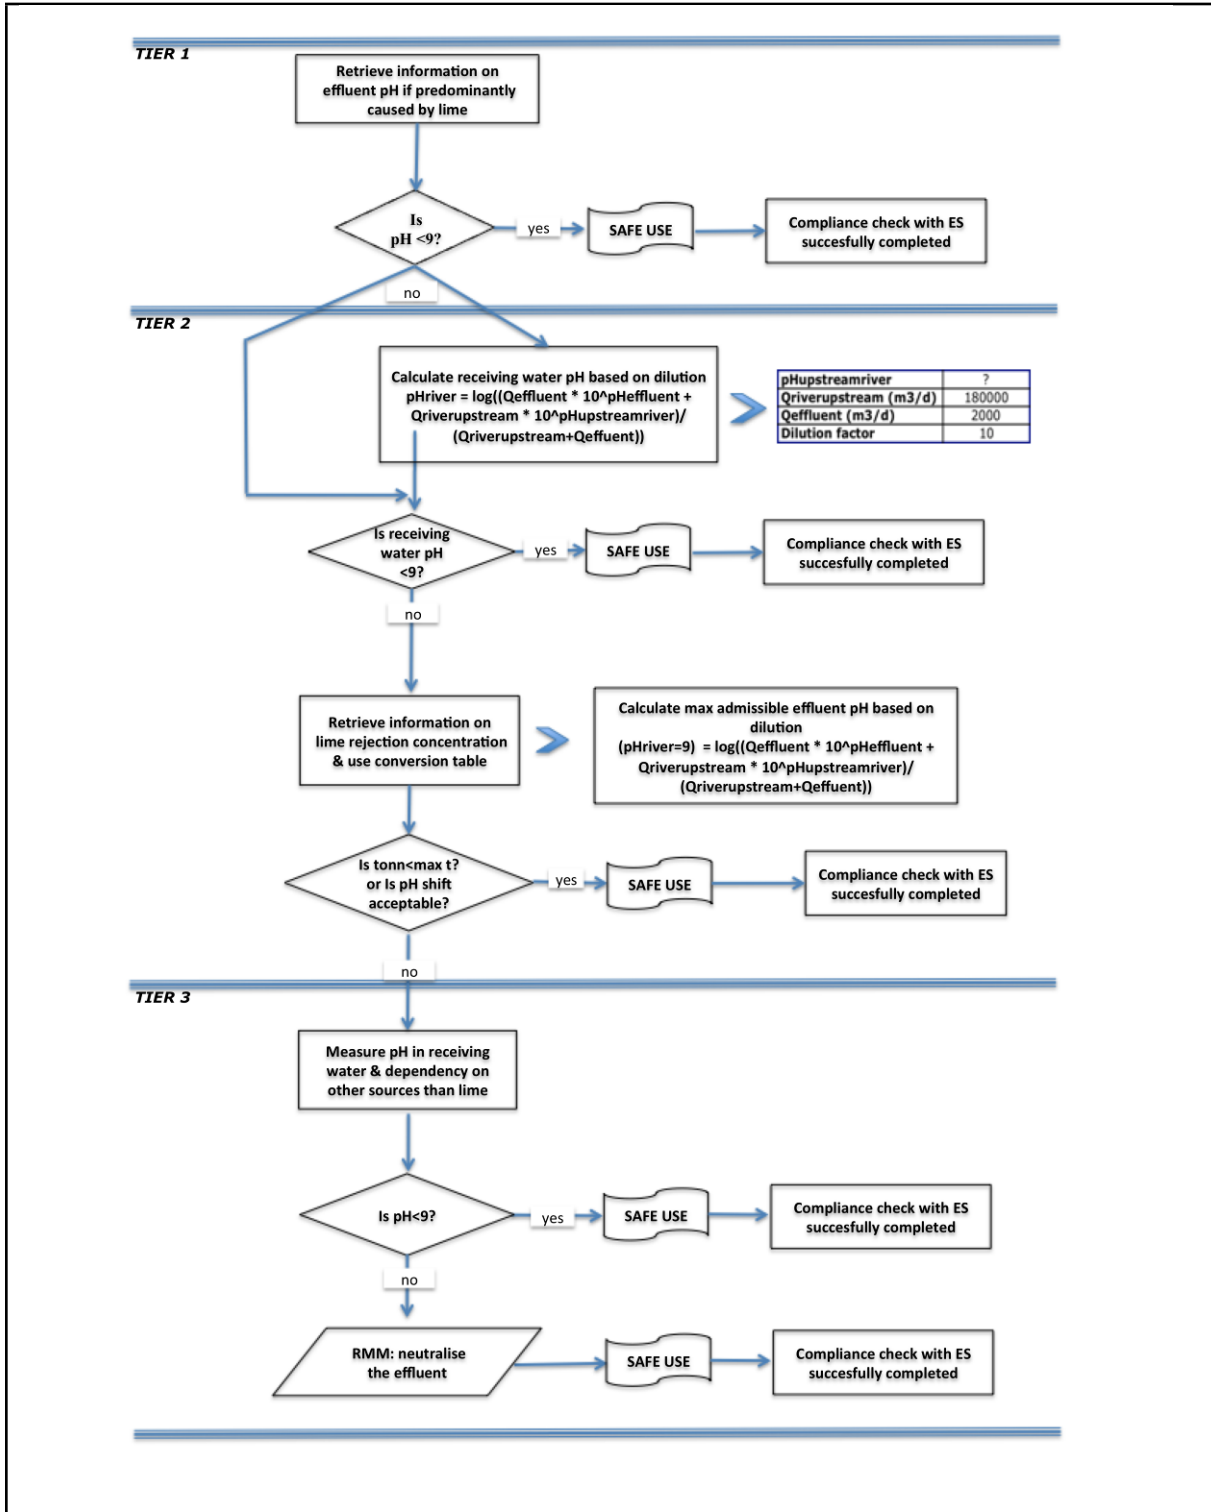 TIER 1
Retrieve information on
effluent pH if predominantly
caused by lime
Is
pH <9?
yes
SAFE USE
Compliance check with ES
succesfully completed
no
TIER 2
Calculate receiving water pH based on dilution
pHriver = log((Qeffluent * 10^pHeffluent +
Qriverupstream * 10^pHupstreamriver)/
(Qriverupstream+Qeffuent))
pHupstreamriver ?
Qriverupstream (m3/d) 180000
Qeffluent (m3/d) 2000
Dilution factor 10
Is receiving
water pH
<9?
yes
SAFE USE
Compliance check with ES
succesfully completed
no
Retrieve information on
lime rejection concentration
& use conversion table
Calculate max admissible effluent pH based on
dilution
(pHriver=9) = log((Qeffluent * 10^pHeffluent +
Qriverupstream * 10^pHupstreamriver)/
(Qriverupstream+Qeffuent))
Is tonn<max t?
or Is pH shift
acceptable?
yes
SAFE USE
Compliance check with ES
succesfully completed
no
TIER 3
Measure pH in receiving
water & dependency on
other sources than lime
Is pH<9?
yes
SAFE USE
Compliance check with ES
succesfully completed
no
RMM: neutralise
the effluent
SAFE USE
Compliance check with ES
succesfully completed